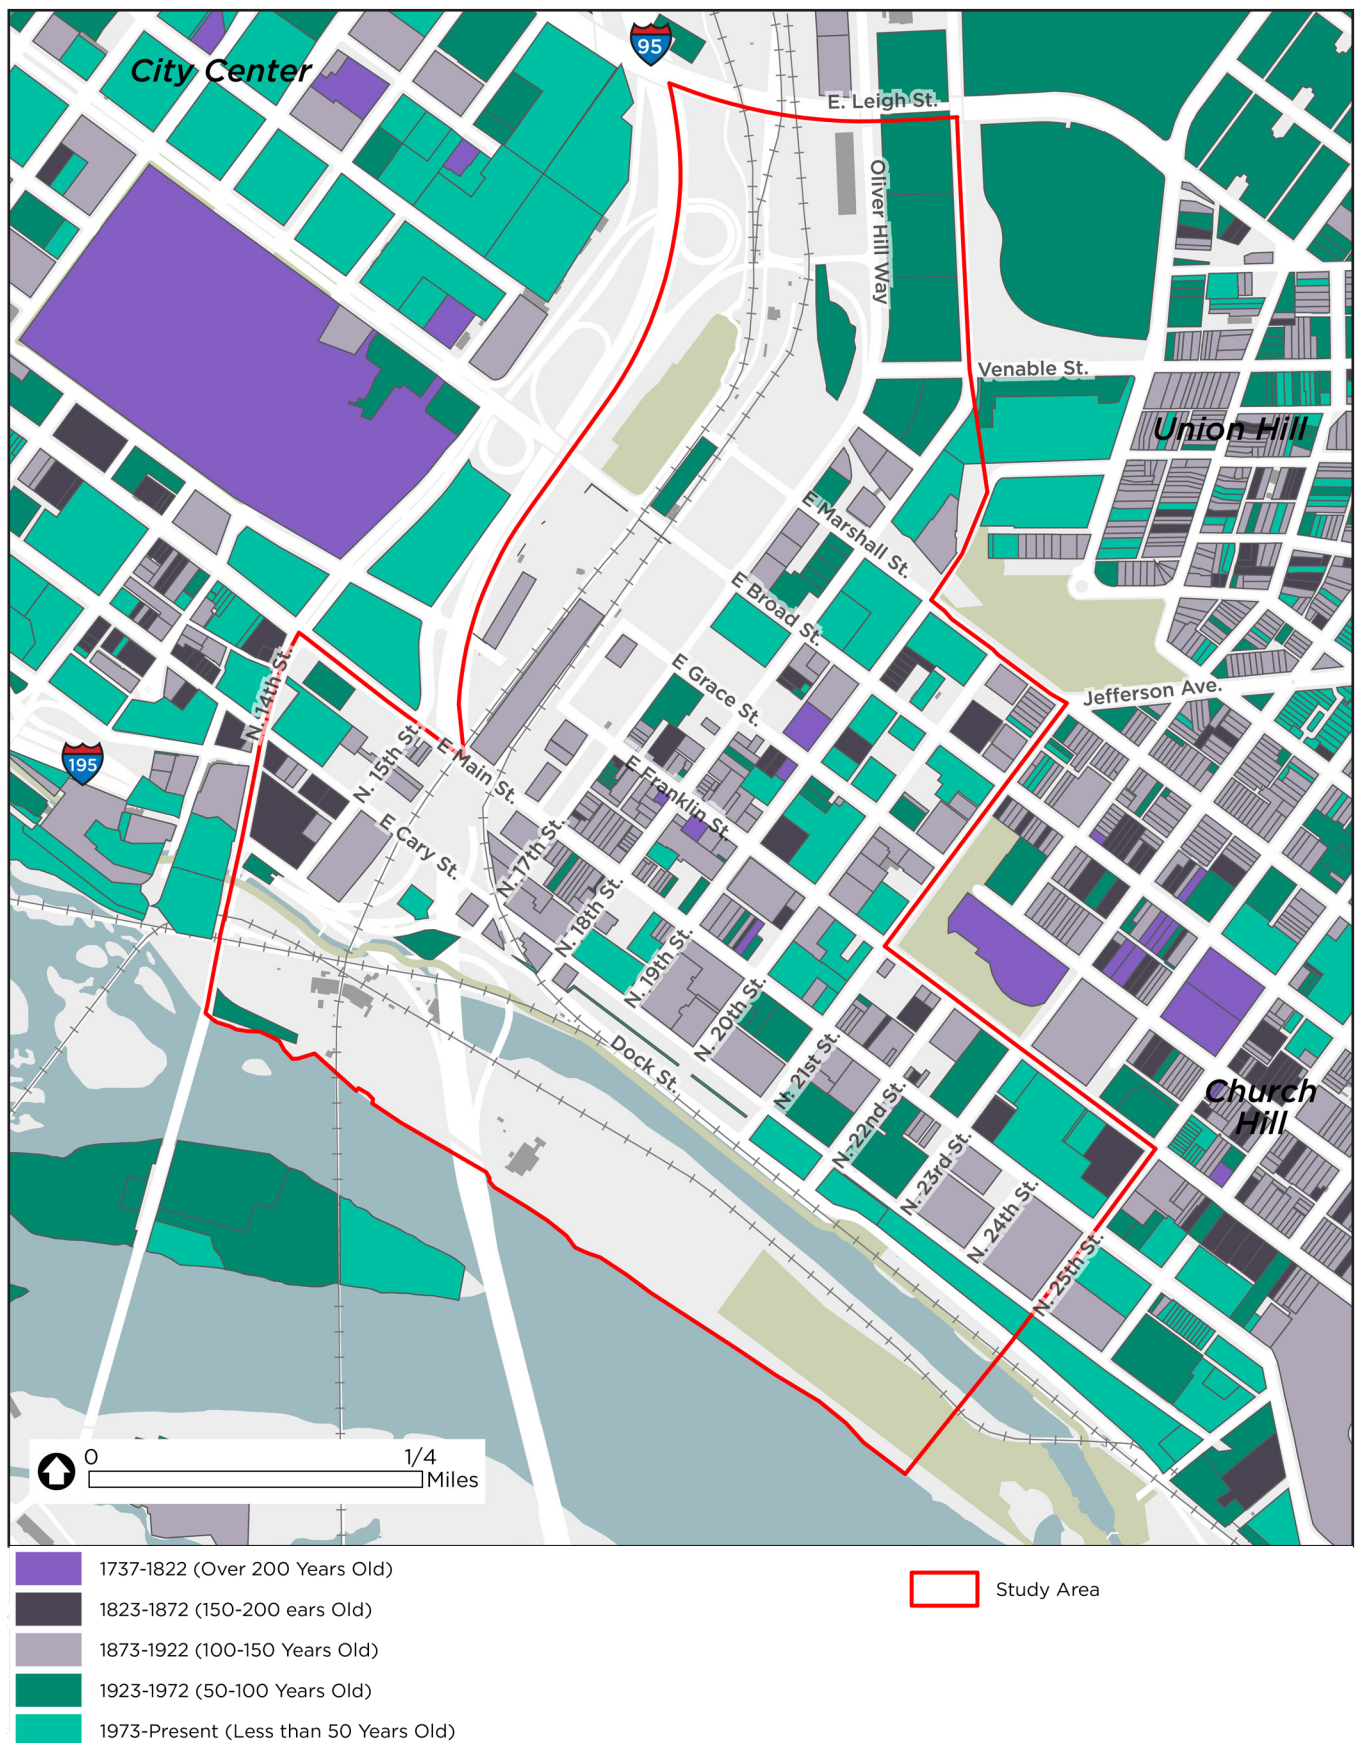 95
City Center
E. Leigh St.
Oliver Hill Way
Venable St.
Union Hill
E Marshall St.
E Broad St.
E Grace St.
Jefferson Ave.
N. 14th St.
195
N. 15th St.
E Main St.
E Franklin St.
E Cary St.
N. 17th St.
N. 18th St.
N. 19th St.
N. 20th St.
Dock St.
N. 21st St.
N. 22nd St.
N. 23rd St.
N. 24th St.
N. 25th St.
Church
Hill
0 1/4
Miles
1737-1822 (Over 200 Years Old)
1823-1872 (150-200 ears Old)
1873-1922 (100-150 Years Old)
1923-1972 (50-100 Years Old)
1973-Present (Less than 50 Years Old)
Study Area